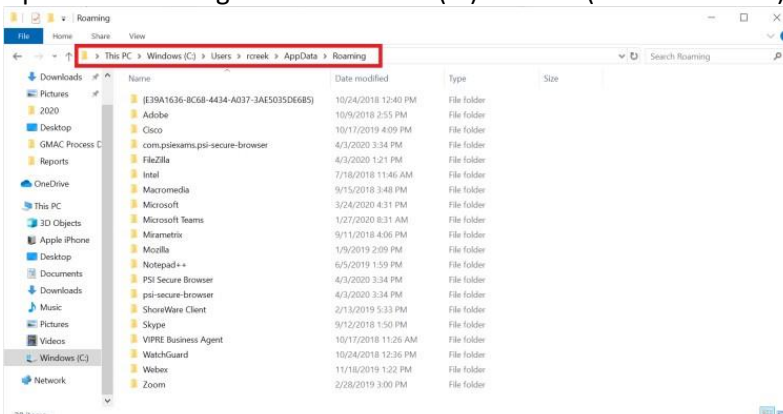 Roaming
File Home Share View
This PC > Windows (C:) > Users > rcreek > AppData > Roaming
Search Roaming
Name Date modified Type Size
Downloads
Pictures
2020
Desktop
GMAC Process D
Reports
OneDrive
This PC
3D Objects
Apple iPhone
Desktop
Documents
Downloads
Music
Pictures
Videos
Windows (C:)
Network
{E39A1636-8C68-4434-A037-3AE5035DE6B5} 10/24/2018 12:40 PM File folder
Adobe 10/9/2018 2:55 PM File folder
Cisco 10/17/2019 4:09 PM File folder
com.psiexams.psi-secure-browser 4/3/2020 3:34 PM File folder
FileZilla 4/3/2020 1:21 PM File folder
Intel 7/18/2018 11:46 AM File folder
Macromedia 9/15/2018 3:48 PM File folder
Microsoft 3/24/2020 4:31 PM File folder
Microsoft Teams 1/27/2020 8:31 AM File folder
Mirametrix 9/11/2018 4:06 PM File folder
Mozilla 1/9/2019 2:09 PM File folder
Notepad++ 6/5/2019 1:59 PM File folder
PSI Secure Browser 4/3/2020 3:34 PM File folder
psi-secure-browser 4/3/2020 3:34 PM File folder
ShoreWare Client 2/13/2019 5:33 PM File folder
Skype 9/12/2018 1:50 PM File folder
VIPRE Business Agent 10/17/2018 11:26 AM File folder
WatchGuard 10/24/2018 12:36 PM File folder
Webex 11/18/2019 1:22 PM File folder
Zoom 2/28/2019 3:00 PM File folder